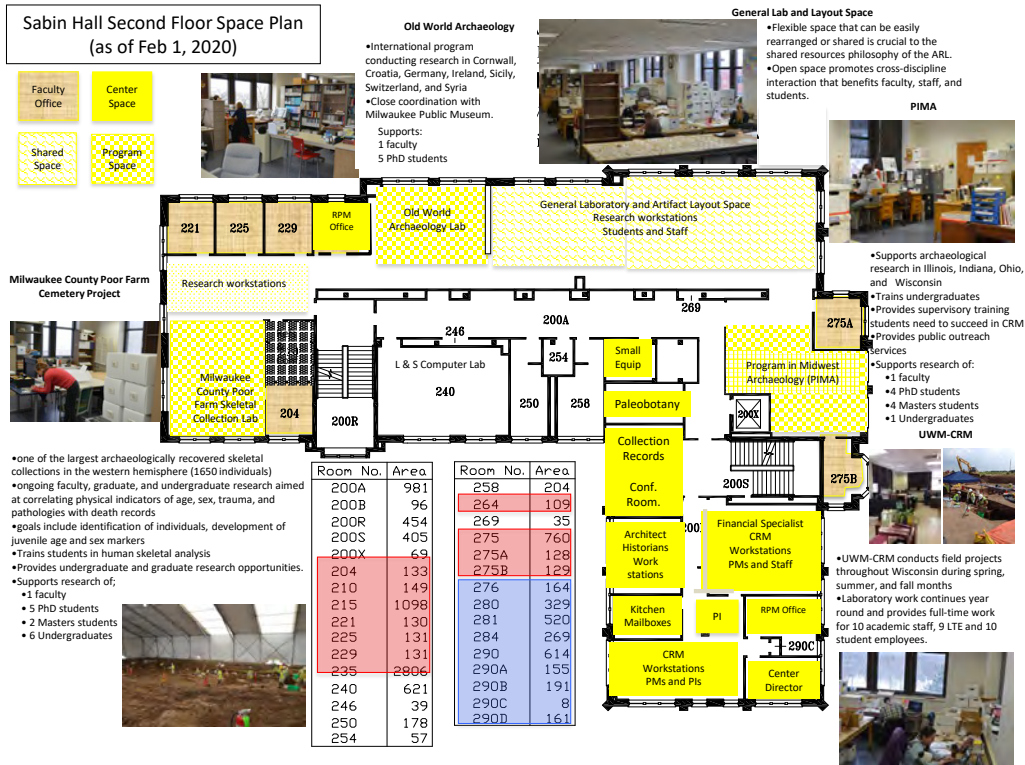 Sabin Hall Second Floor Space Plan
(as of Feb 1, 2020)
Faculty
Office
Center
Space
Shared
Space
Program
Space
Old World Archaeology
•International program
conducting research in Cornwall,
Croatia, Germany, Ireland, Sicily,
Switzerland, and Syria
•Close coordination with
Milwaukee Public Museum.
Supports:
1 faculty
5 PhD students
General Lab and Layout Space
•Flexible space that can be easily
rearranged or shared is crucial to the
shared resources philosophy of the ARL.
•Open space promotes cross-discipline
interaction that benefits faculty, staff, and
students.
PIMA
•Supports archaeological
research in Illinois, Indiana, Ohio,
and Wisconsin
•Trains undergraduates
•Provides supervisory training
students need to succeed in CRM
•Provides public outreach
services
•Supports research of:
•1 faculty
•4 PhD students
•4 Masters students
•1 Undergraduates
UWM-CRM
•UWM-CRM conducts field projects
throughout Wisconsin during spring,
summer, and fall months
•Laboratory work continues year
round and provides full-time work
for 10 academic staff, 9 LTE and 10
student employees.
Milwaukee County Poor Farm
Cemetery Project
•one of the largest archaeologically recovered skeletal
collections in the western hemisphere (1650 individuals)
•ongoing faculty, graduate, and undergraduate research aimed
at correlating physical indicators of age, sex, trauma, and
pathologies with death records
•goals include identification of individuals, development of
juvenile age and sex markers
•Trains students in human skeletal analysis
•Provides undergraduate and graduate research opportunities.
•Supports research of;
•1 faculty
• 5 PhD students
• 2 Masters students
• 6 Undergraduates
221
225
229
RPM
Office
Old World
Archaeology Lab
General Laboratory and Artifact Layout Space
Research workstations
Students and Staff
Research workstations
Milwaukee
County Poor
Farm Skeletal
Collection Lab
204
200R
246
L & S Computer Lab
240
200A
254
250
258
269
275A
Small
Equip
Paleobotany
Program in Midwest
Archaeology (PIMA)
200X
Collection
Records
Conf.
Room.
200S
275B
Architect
Historians
Work
stations
Financial Specialist
CRM
Workstations
PMs and Staff
Kitchen
Mailboxes
PI
RPM Office
290C
CRM
Workstations
PMs and PIs
Center
Director
Room No. Area
200A 981
200B 96
200R 454
200S 405
200X 69
204 133
210 149
215 1098
221 130
225 131
229 131
235 2806
240 621
246 39
250 178
254 57
Room No. Area
258 204
264 109
269 35
275 760
275A 128
275B 129
276 164
280 329
281 520
284 269
290 614
290A 155
290B 191
290C 8
290D 161